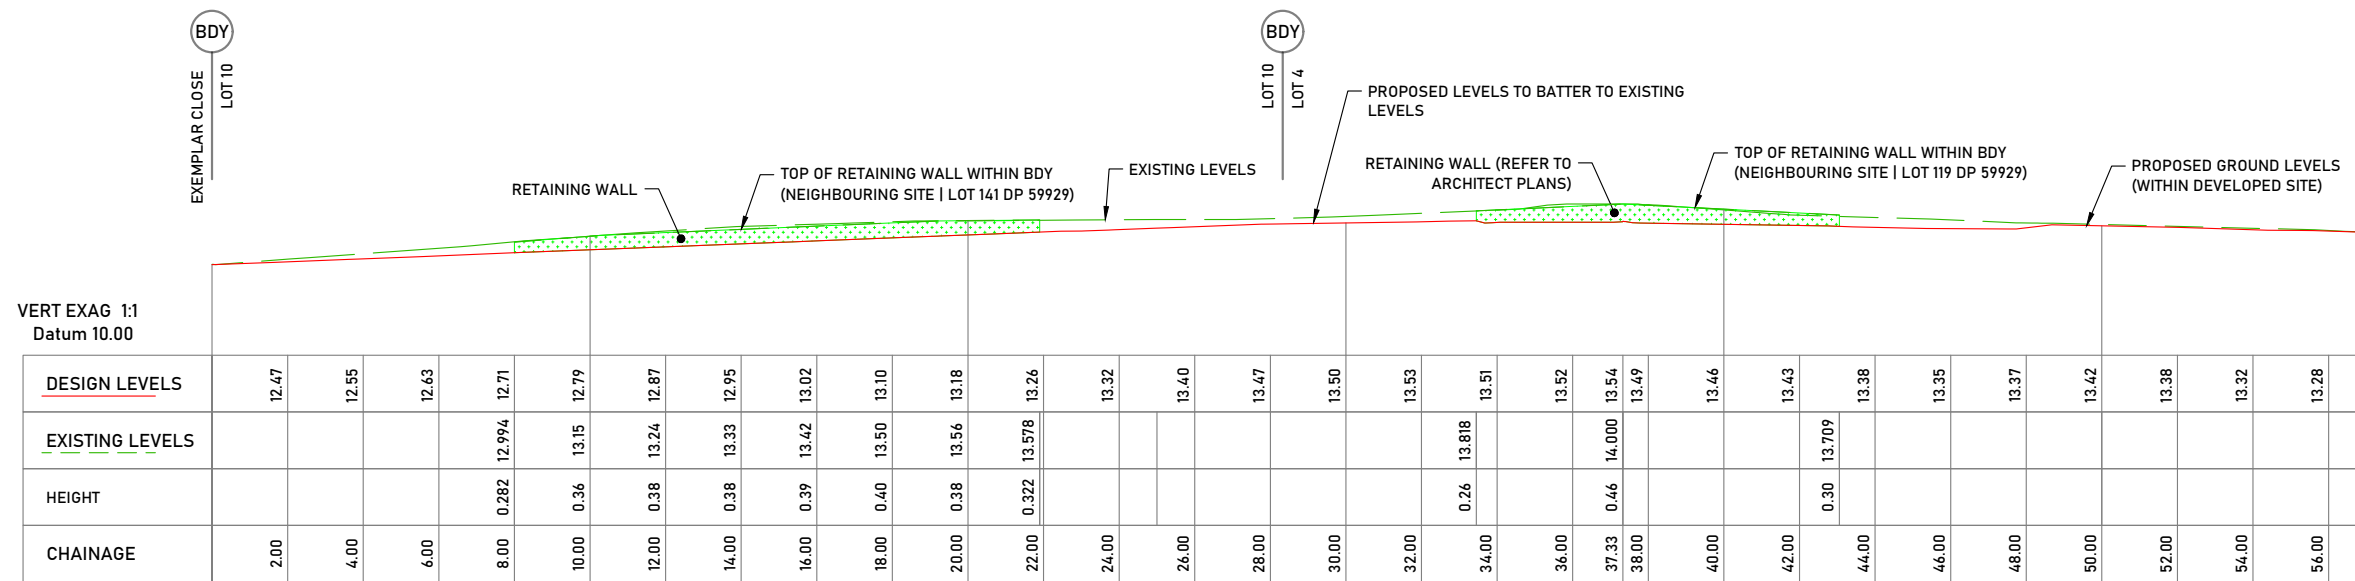 BDY
BDY
EXEMPLAR CLOSE
LOT 10
LOT 10
LOT 4
PROPOSED LEVELS TO BATTER TO EXISTING
LEVELS
RETAINING WALL
TOP OF RETAINING WALL WITHIN BDY
(NEIGHBOURING SITE | LOT 141 DP 59929)
EXISTING LEVELS
RETAINING WALL (REFER TO
ARCHITECT PLANS)
TOP OF RETAINING WALL WITHIN BDY
(NEIGHBOURING SITE | LOT 119 DP 59929)
PROPOSED GROUND LEVELS
(WITHIN DEVELOPED SITE)
VERT EXAG 1:1
Datum 10.00
DESIGN LEVELS 12.47 12.55 12.63 12.71 12.79 12.87 12.95 13.02 13.10 13.18 13.26 13.32 13.40 13.47 13.50 13.53 13.51 13.52 13.54 13.49 13.46 13.43 13.38 13.35 13.37 13.42 13.38 13.32 13.28
EXISTING LEVELS 12.994 13.15 13.24 13.33 13.42 13.50 13.56 13.578 13.818 14.000 13.709
HEIGHT 0.282 0.36 0.38 0.38 0.39 0.40 0.38 0.322 0.26 0.46 0.30
CHAINAGE 2.00 4.00 6.00 8.00 10.00 12.00 14.00 16.00 18.00 20.00 22.00 24.00 26.00 28.00 30.00 32.00 34.00 36.00 37.33 38.00 40.00 42.00 44.00 46.00 48.00 50.00 52.00 54.00 56.00